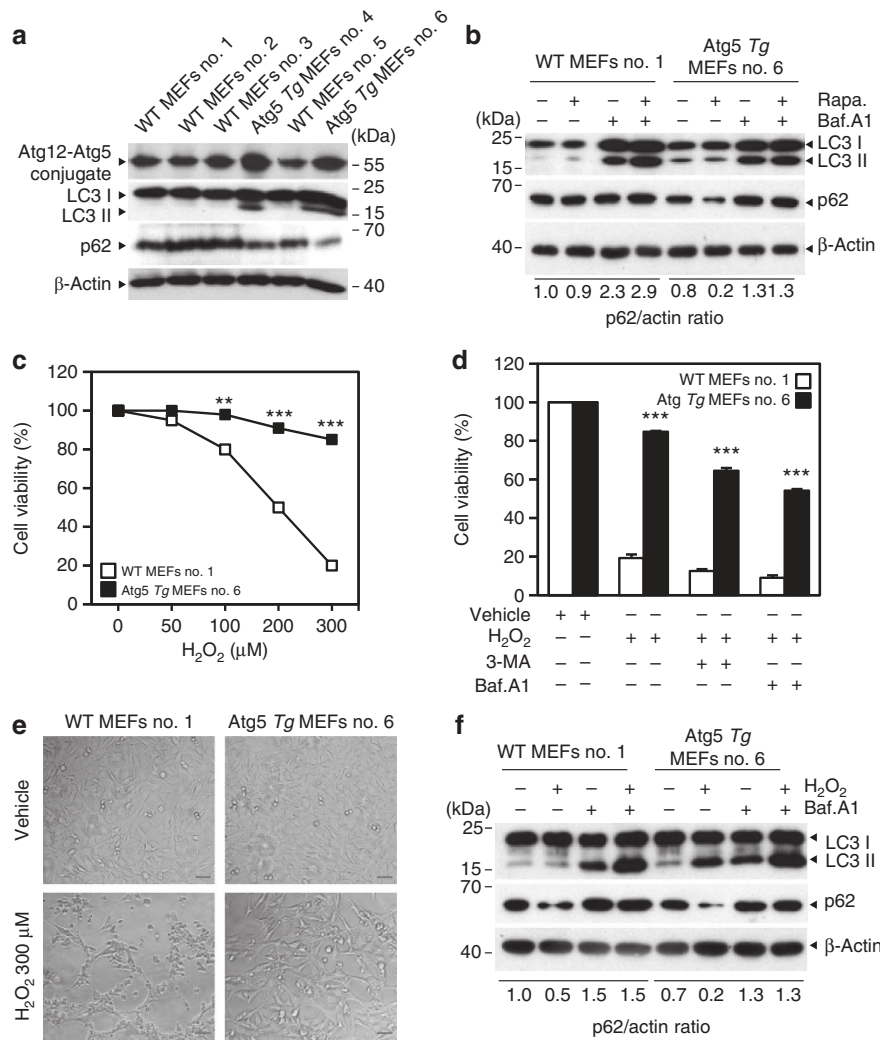 a
WT MEFs no. 1
WT MEFs no. 2
WT MEFs no. 3
Atg5 Tg MEFs no. 4
WT MEFs no. 5
Atg5 Tg MEFs no. 6
(kDa)
Atg12-Atg5
conjugate
55
LC3 I
25
LC3 II
15
70
p62
β-Actin
40
b
WT MEFs no. 1
Atg5 Tg
MEFs no. 6
– + – + – + – + Rapa.
– – + + – – + + Baf.A1
(kDa)
25
LC3 I
LC3 II
15
70
p62
β-Actin
40
1.0 0.9 2.3 2.9 0.8 0.2 1.3 1.3
p62/actin ratio
c
120
100
80
60
40
20
0
Cell viability (%)
** *** ***
WT MEFs no. 1
Atg5 Tg MEFs no. 6
0 50 100 200 300
H2O2 (µM)
d
120
100
80
60
40
20
0
Cell viability (%)
WT MEFs no. 1
Atg Tg MEFs no. 6
*** *** ***
Vehicle + + – – – – – –
H2O2 – – + + + + + +
3-MA – – – – + + – –
Baf.A1 – – – – – – + +
e
WT MEFs no. 1 Atg5 Tg MEFs no. 6
Vehicle
H2O2 300 µM
f
WT MEFs no. 1
Atg5 Tg
MEFs no. 6
– + – + – + – + H2O2
– – + + – – + + Baf.A1
(kDa)
25
LC3 I
LC3 II
15
70
p62
β-Actin
40
1.0 0.5 1.5 1.5 0.7 0.2 1.3 1.3
p62/actin ratio